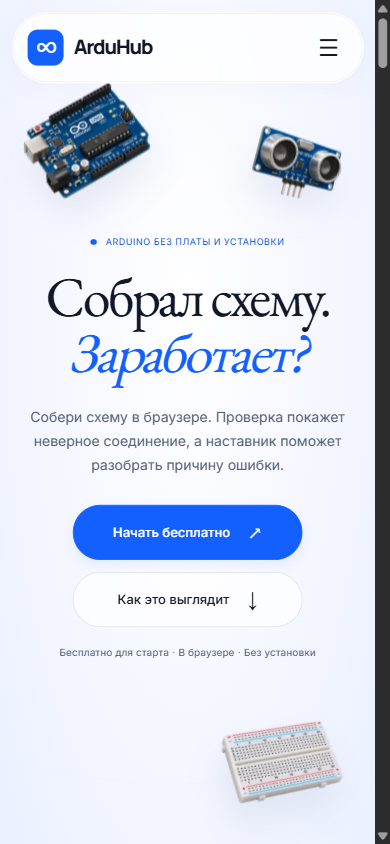 ArduHub
ARDUINO БЕЗ ПЛАТЫ И УСТАНОВКИ
Собрал схему.
Заработает?
Собери схему в браузере. Проверка покажет
неверное соединение, а наставник поможет
разобрать причину ошибки.
Начать бесплатно ↗
Как это выглядит ↓
Бесплатно для старта · В браузере · Без установки